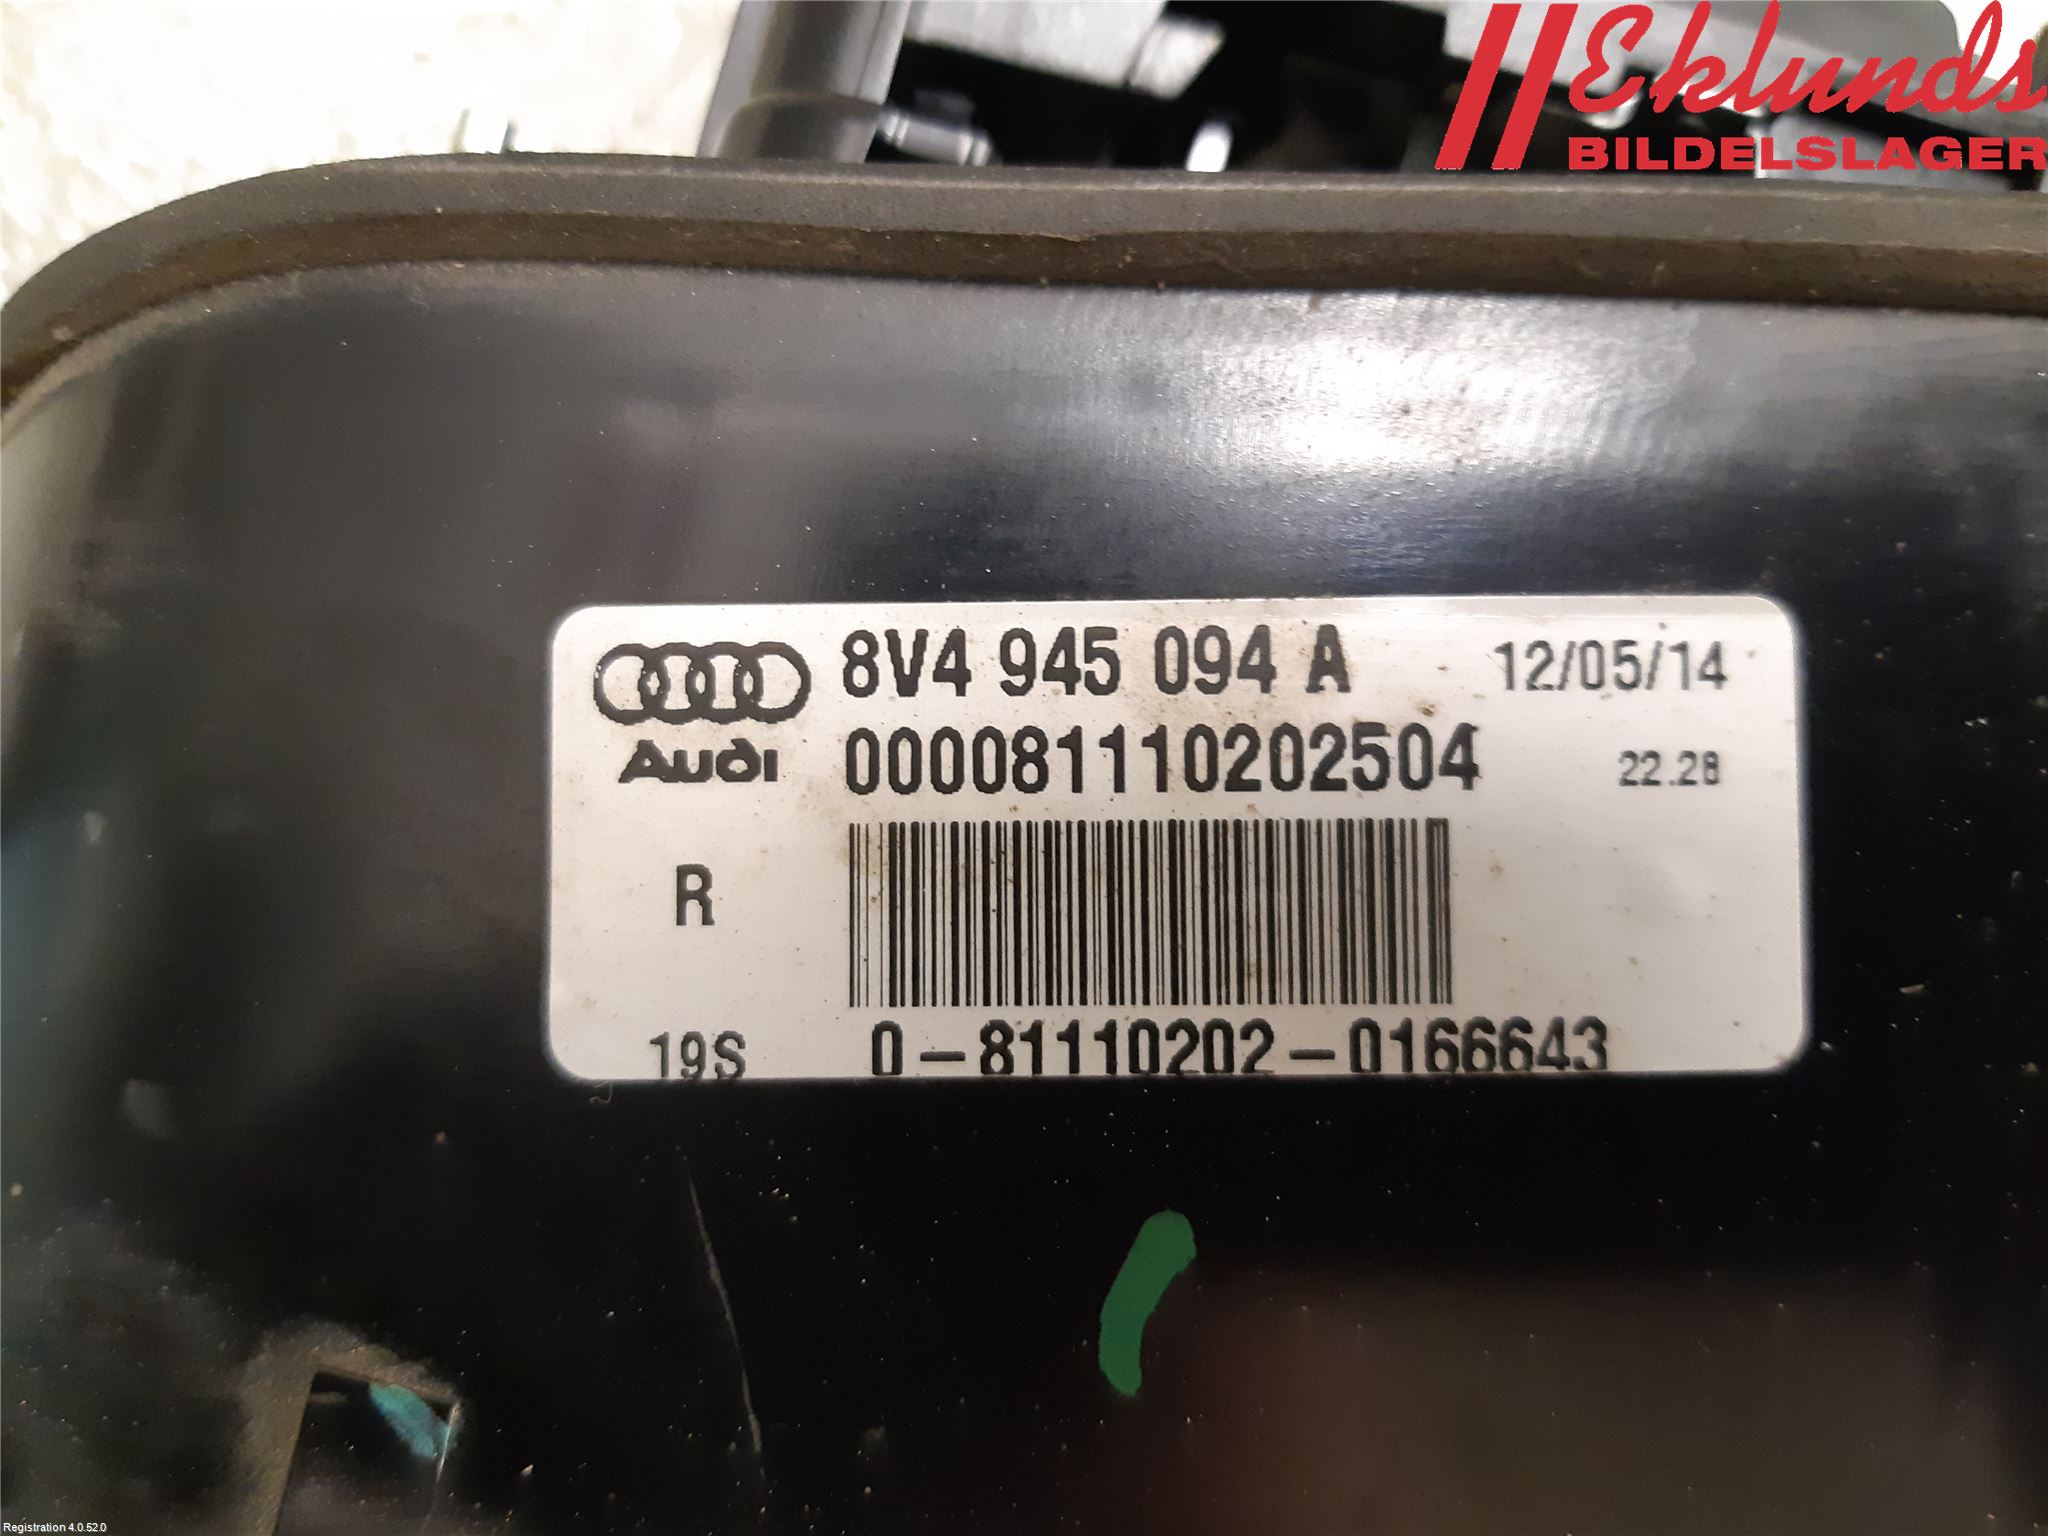 Eklunds
BILDELSLAGER
8V4 945 094 A 12/05/14
Audi 000081110202504 22.28
R
19S 0-81110202-0166643
Registration 4.0.52.0